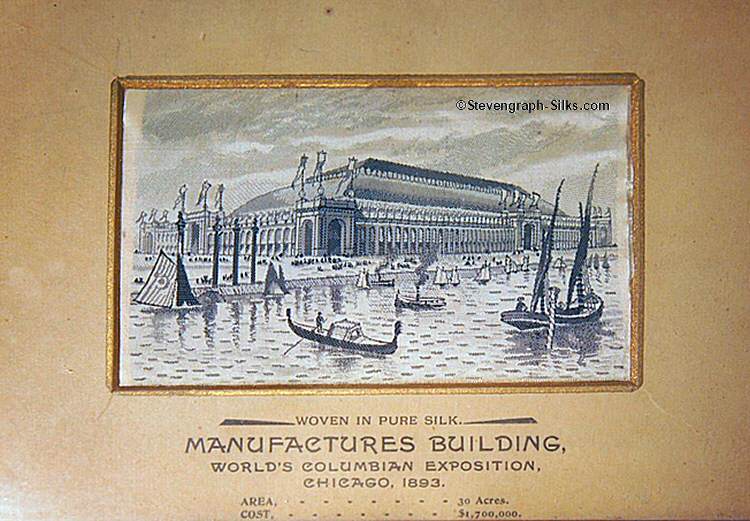 ©Stevengraph-Silks.com
WOVEN IN PURE SILK.
MANUFACTURES BUILDING,
WORLD'S COLUMBIAN EXPOSITION,
CHICAGO, 1893.
AREA, - - - - - - - - 30 Acres.
COST, - - - - - - - - $1,700,000.